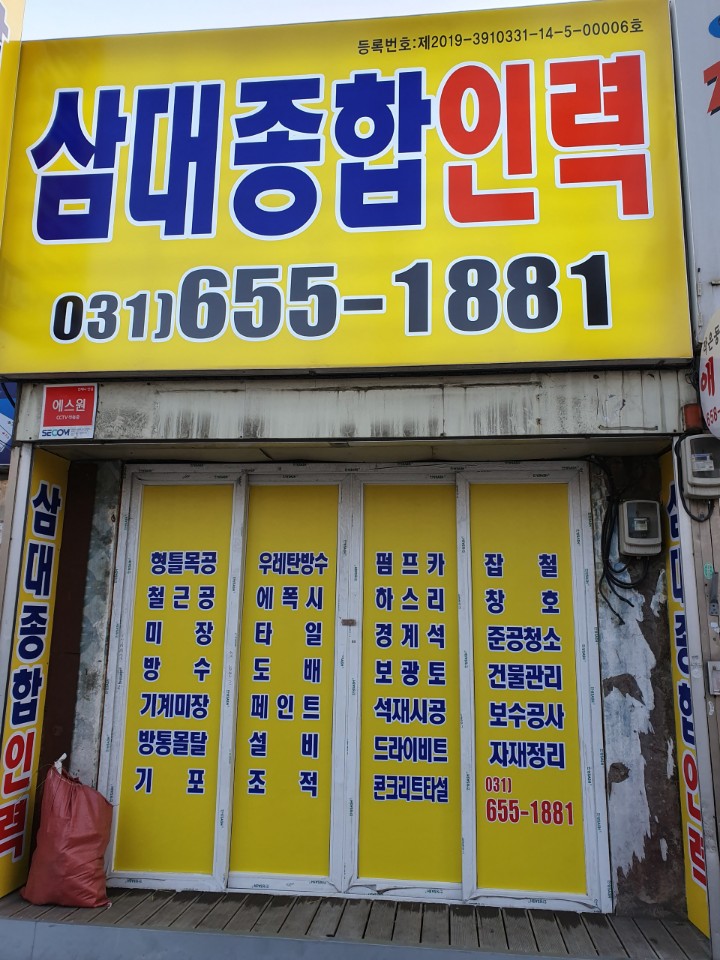 등록번호:제2019-3910331-14-5-00006호
삼대종합인력
031)655-1881
에스원
CCTV 작동중
SECOM
삼대종합인력
형틀목공
철근공
미장
방수
기계미장
방통몰탈
기포
우레탄방수
에폭시
타일
도배
페인트
설비
조적
펌프카
하스리
경계석
보광토
석재시공
드라이비트
콘크리트타설
잡철
창호
준공청소
건물관리
보수공사
자재정리
031)
655-1881
삼대종합인력